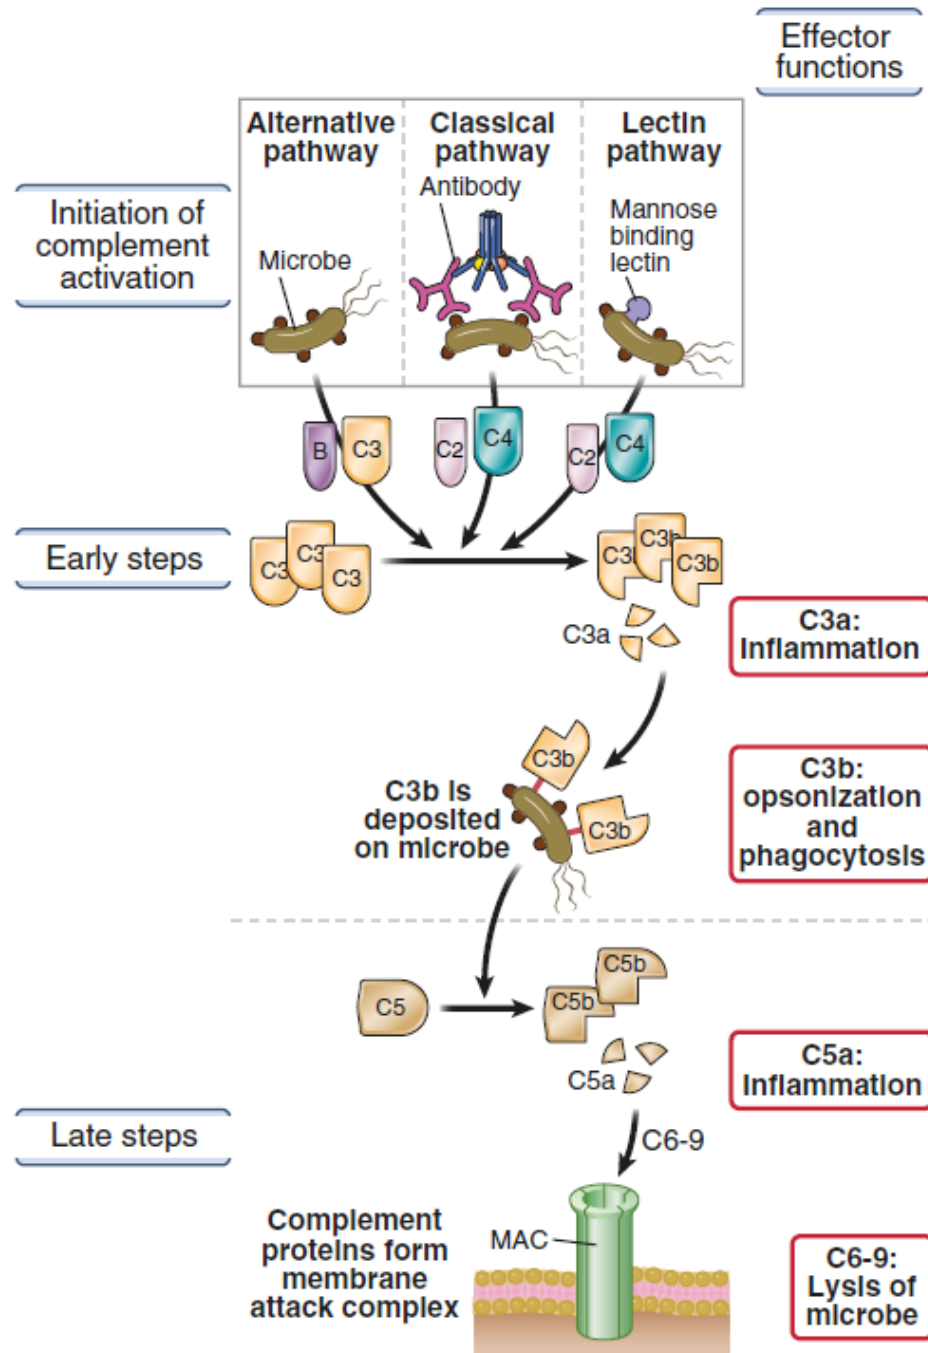 Effector
functions
Alternative
pathway
Classical
pathway
Lectin
pathway
Initiation of
complement
activation
Microbe
Antibody
Mannose
binding
lectin
B
C3
C2
C4
C2
C4
Early steps
C3
C3
C3
C3b
C3b
C3b
C3a
C3a:
Inflammation
C3b is
deposited
on microbe
C3b
C3b
C3b:
opsonization
and
phagocytosis
C5
C5b
C5b
C5a
C5a:
Inflammation
Late steps
C6-9
Complement
proteins form
membrane
attack complex
MAC
C6-9:
Lysis of
microbe